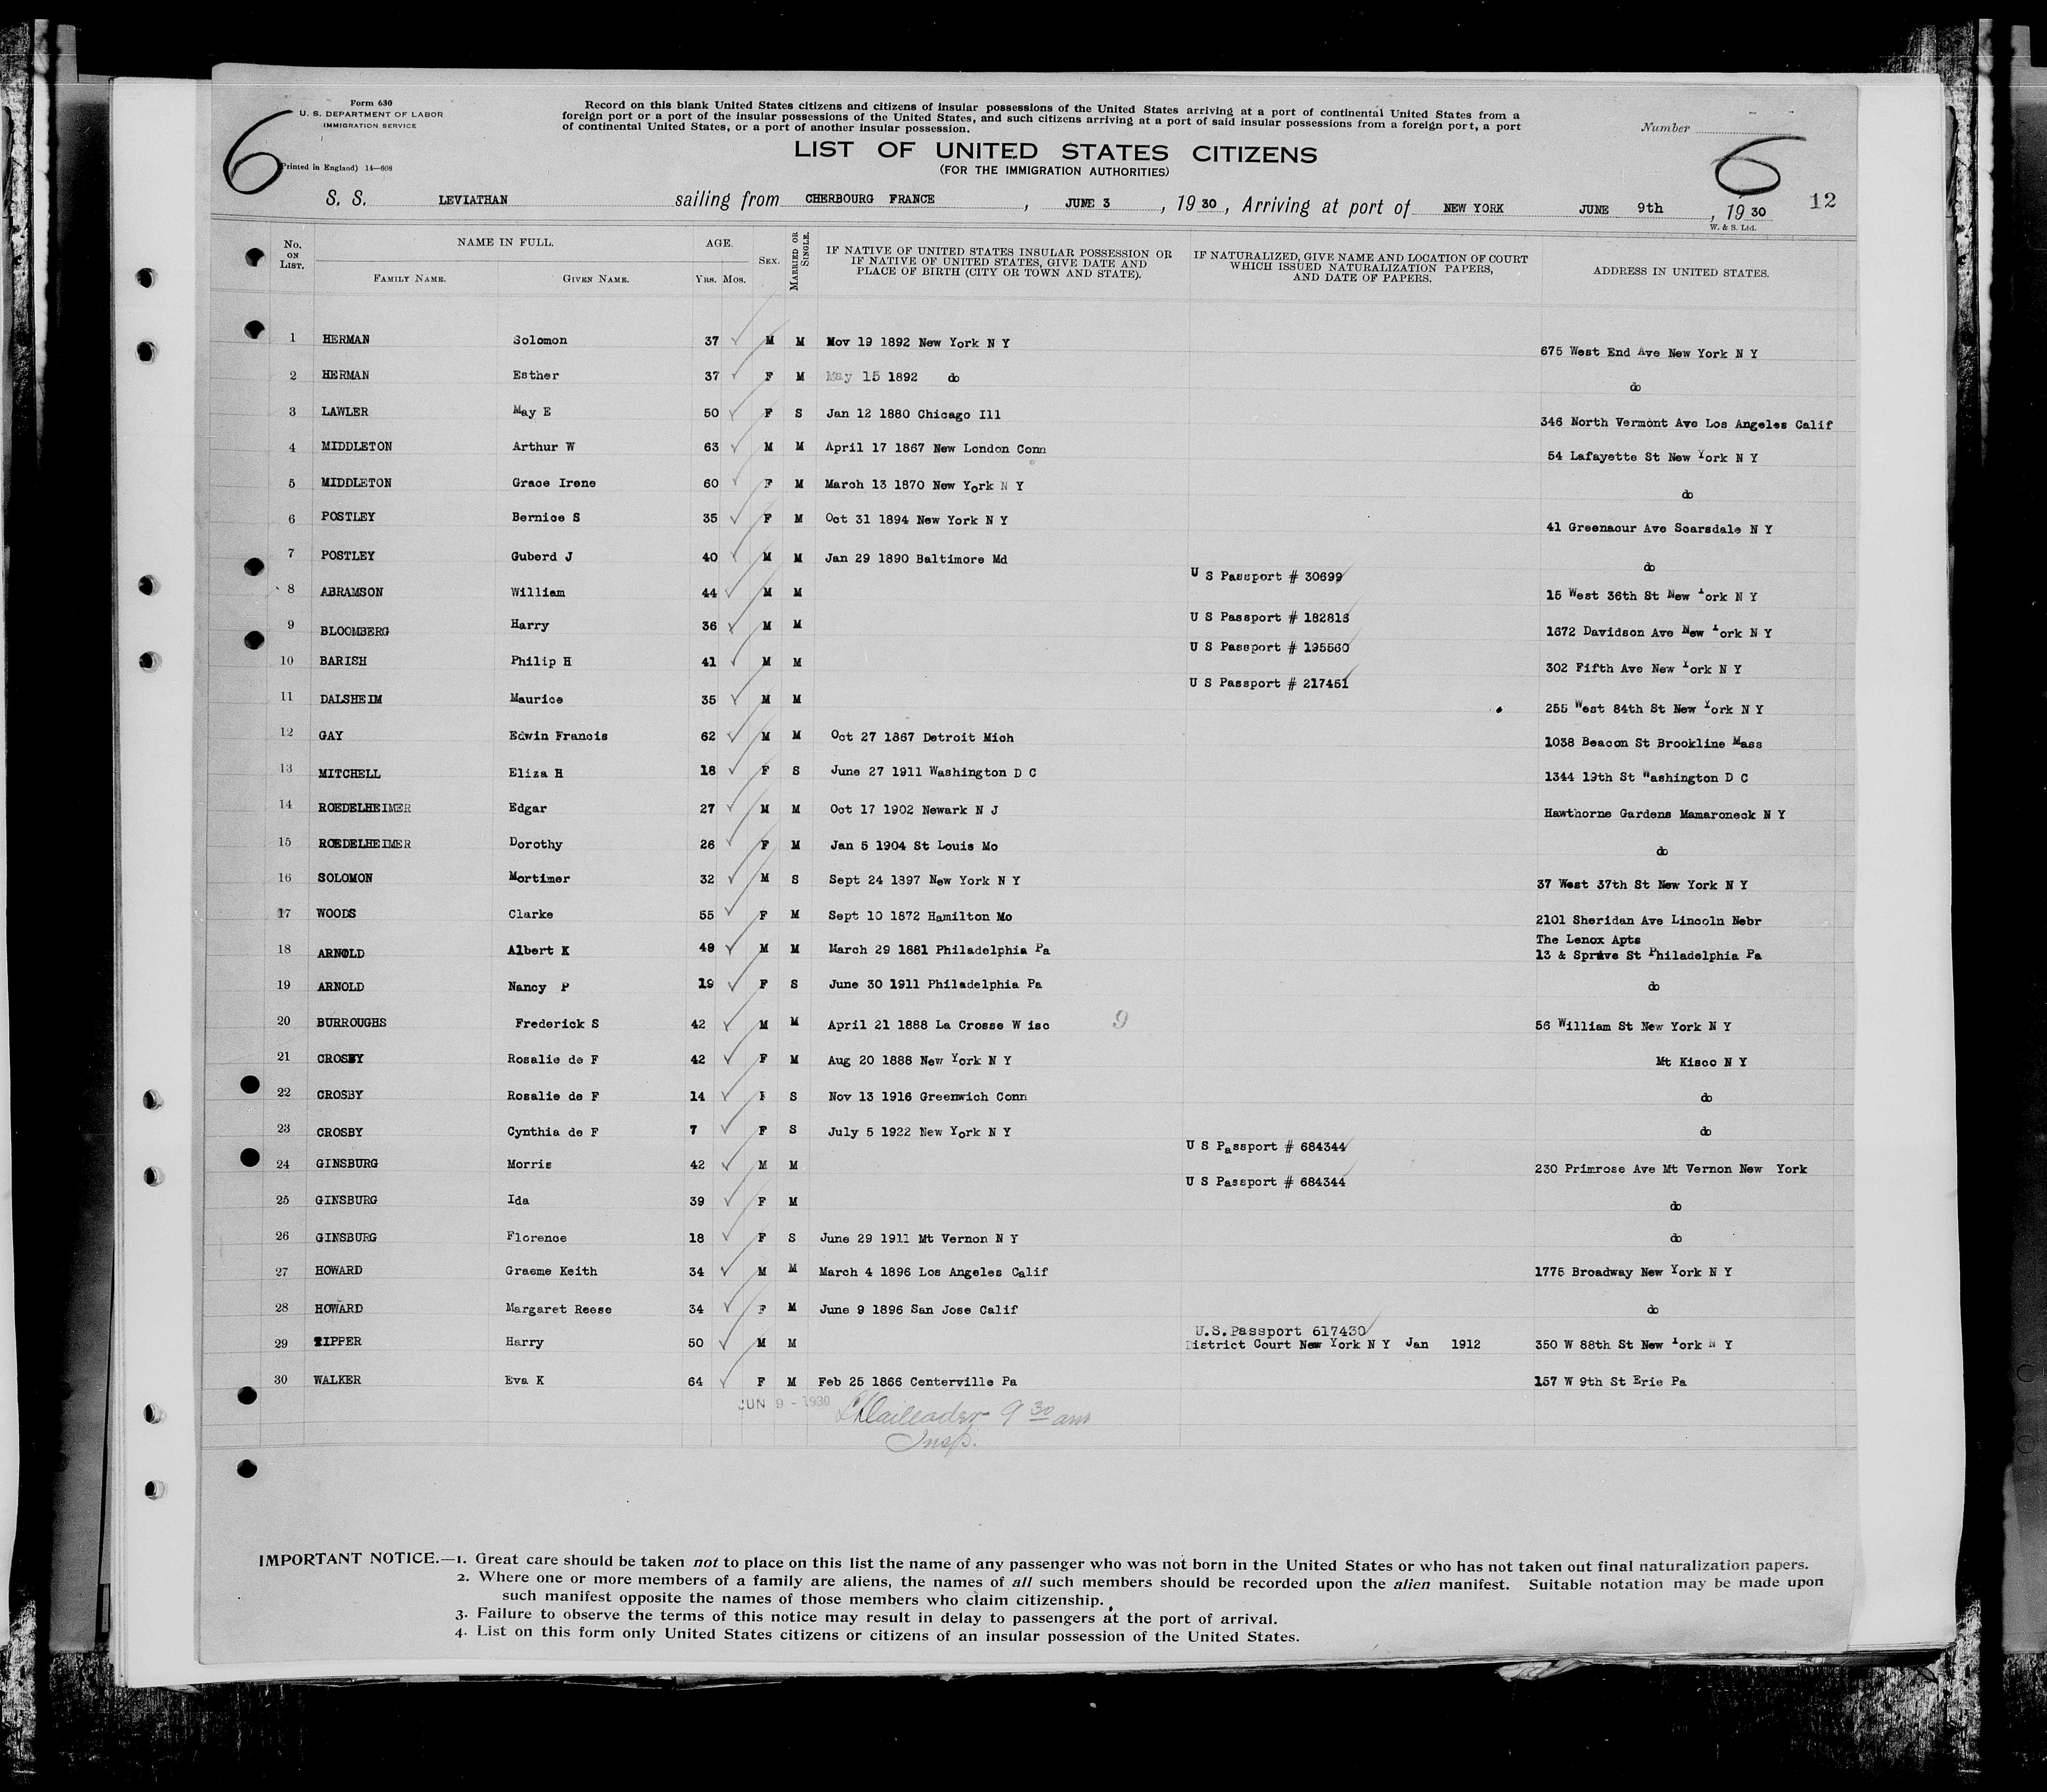 Form 630
U. S. DEPARTMENT OF LABOR
IMMIGRATION SERVICE
Printed in England) 14—608
6
Record on this blank United States citizens and citizens of insular possessions of the United States arriving at a port of continental United States from a
foreign port or a port of the insular possessions of the United States, and such citizens arriving at a port of said insular possessions from a foreign port, a port
of continental United States, or a port of another insular possession.
Number
6
LIST OF UNITED STATES CITIZENS
(FOR THE IMMIGRATION AUTHORITIES)
S. S. LEVIATHAN sailing from CHERBOURG FRANCE , JUNE 3 , 19 30 , Arriving at port of NEW YORK JUNE 9th , 19 30 12
W. & S. Ltd.
No. ON LIST. NAME IN FULL. FAMILY NAME. GIVEN NAME. AGE. YRS. MOS. SEX. MARRIED OR SINGLE. IF NATIVE OF UNITED STATES INSULAR POSSESSION OR IF NATIVE OF UNITED STATES, GIVE DATE AND PLACE OF BIRTH (CITY OR TOWN AND STATE). IF NATURALIZED, GIVE NAME AND LOCATION OF COURT WHICH ISSUED NATURALIZATION PAPERS, AND DATE OF PAPERS. ADDRESS IN UNITED STATES.
1 HERMAN Solomon 37 M M Nov 19 1892 New York N Y 675 West End Ave New York N Y
2 HERMAN Esther 37 F M May 15 1892 do do
3 LAWLER May E 50 F S Jan 12 1880 Chicago Ill 346 North Vermont Ave Los Angeles Calif
4 MIDDLETON Arthur W 63 M M April 17 1867 New London Conn 54 Lafayette St New York N Y
5 MIDDLETON Grace Irene 60 F M March 13 1870 New York N Y do
6 POSTLEY Bernice S 35 F M Oct 31 1894 New York N Y 41 Greenaour Ave Scarsdale N Y
7 POSTLEY Guberd J 40 M M Jan 29 1890 Baltimore Md do
8 ABRAMSON William 44 M M U S Passport # 30699 15 West 36th St New York N Y
9 BLOOMBERG Harry 36 M M U S Passport # 182813 1672 Davidson Ave New York N Y
10 BARISH Philip H 41 M M U S Passport # 195560 302 Fifth Ave New York N Y
11 DALSHEIM Maurice 35 M M U S Passport # 217451 255 West 84th St New York N Y
12 GAY Edwin Francis 62 M M Oct 27 1867 Detroit Mich 1038 Beacon St Brookline Mass
13 MITCHELL Eliza H 18 F S June 27 1911 Washington D C 1344 19th St Washington D C
14 ROEDELHEIMER Edgar 27 M M Oct 17 1902 Newark N J Hawthorne Gardens Mamaroneck N Y
15 ROEDELHEIMER Dorothy 26 F M Jan 5 1904 St Louis Mo do
16 SOLOMON Mortimer 32 M S Sept 24 1897 New York N Y 37 West 37th St New York N Y
17 WOODS Clarke 55 F M Sept 10 1872 Hamilton Mo 2101 Sheridan Ave Lincoln Nebr
The Lenox Apts
18 ARNOLD Albert K 49 M M March 29 1881 Philadelphia Pa 13 & St Philadelphia Pa
19 ARNOLD Nancy P 19 F S June 30 1911 Philadelphia Pa do
20 BURROUGHS Frederick S 42 M M April 21 1888 La Crosse Wisc 9 56 William St New York N Y
21 CROSBY Rosalie de F 42 F M Aug 20 1888 New York N Y Mt Kisco N Y
22 CROSBY Rosalie de F 14 F S Nov 13 1916 Greenwich Conn do
23 CROSBY Cynthia de F 7 F S July 5 1922 New York N Y do
24 GINSBURG Morris 42 M M U S Passport # 684344 230 Primrose Ave Mt Vernon New York
25 GINSBURG Ida 39 F M U S Passport # 684344 do
26 GINSBURG Florence 18 F S June 29 1911 Mt Vernon N Y do
27 HOWARD Graeme Keith 34 M M March 4 1896 Los Angeles Calif 1775 Broadway New York N Y
28 HOWARD Margaret Reese 34 F M June 9 1896 San Jose Calif do
U.S.Passport 617430
29 TIPPER Harry 50 M M District Court New York N Y Jan 1912 350 W 88th St New York N Y
30 WALKER Eva K 64 F M Feb 25 1866 Centerville Pa 157 W 9th St Erie Pa
JUN 9 - 1930 9 30 am
Insp.
IMPORTANT NOTICE.—1. Great care should be taken not to place on this list the name of any passenger who was not born in the United States or who has not taken out final naturalization papers.
2. Where one or more members of a family are aliens, the names of all such members should be recorded upon the alien manifest. Suitable notation may be made upon
such manifest opposite the names of those members who claim citizenship.
3. Failure to observe the terms of this notice may result in delay to passengers at the port of arrival.
4. List on this form only United States citizens or citizens of an insular possession of the United States.